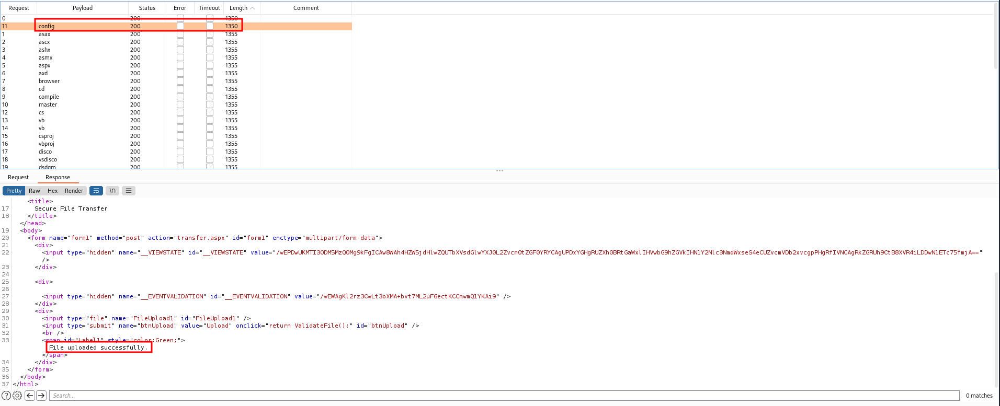 Request Payload Status Error Timeout Length Comment
0 200 1350
11 config 200 1350
1 asax 200 1355
2 ascx 200 1355
3 ashx 200 1355
4 asmx 200 1355
5 aspx 200 1355
6 axd 200 1355
7 browser 200 1355
8 cd 200 1355
9 compile 200 1355
10 master 200 1355
12 cs 200 1355
13 vb 200 1355
14 vb 200 1355
15 csproj 200 1355
16 vbproj 200 1355
17 disco 200 1355
18 vsdisco 200 1355
19 dsdgm 200 1355
Request Response
Pretty Raw Hex Render \n
<title>
17 Secure File Transfer
18 </title>
</head>
19 <body>
20 <form name="form1" method="post" action="transfer.aspx" id="form1" enctype="multipart/form-data">
21 <div>
22 <input type="hidden" name="__VIEWSTATE" id="__VIEWSTATE" value="/wEPDwUKMTI3ODM5MzQ0Mg9kFgICAw8WAh4HZW5jdHlwZQUTbXVsdGlwYXJ0L2Zvcm0tZGF0YRYCAgUPDxYGHgRUZXh0BRtGaWxlIHVwbG9hZGVkIHN1Y2Nlc3NmdWxseS4eCUZvcmVDb2xvcgpPHgRfIVNCAgRkZGRUh9CtB8XVR4iLDDwN1ETc75fmjA=="
/>
23 </div>
24
25 <div>
26
27 <input type="hidden" name="__EVENTVALIDATION" id="__EVENTVALIDATION" value="/wEWAgKl2rz3CwLt3oXMA+bvt7ML2uF6ectKCCmwmQ1YKAi9" />
28 </div>
29 <div>
30 <input type="file" name="FileUpload1" id="FileUpload1" />
31 <input type="submit" name="btnUpload" value="Upload" onclick="return ValidateFile();" id="btnUpload" />
32 <br />
33 <span id="Label1" style="color:Green;">
File uploaded successfully.
</span>
34 </div>
35 </form>
36 </body>
37 </html>
? Search... 0 matches